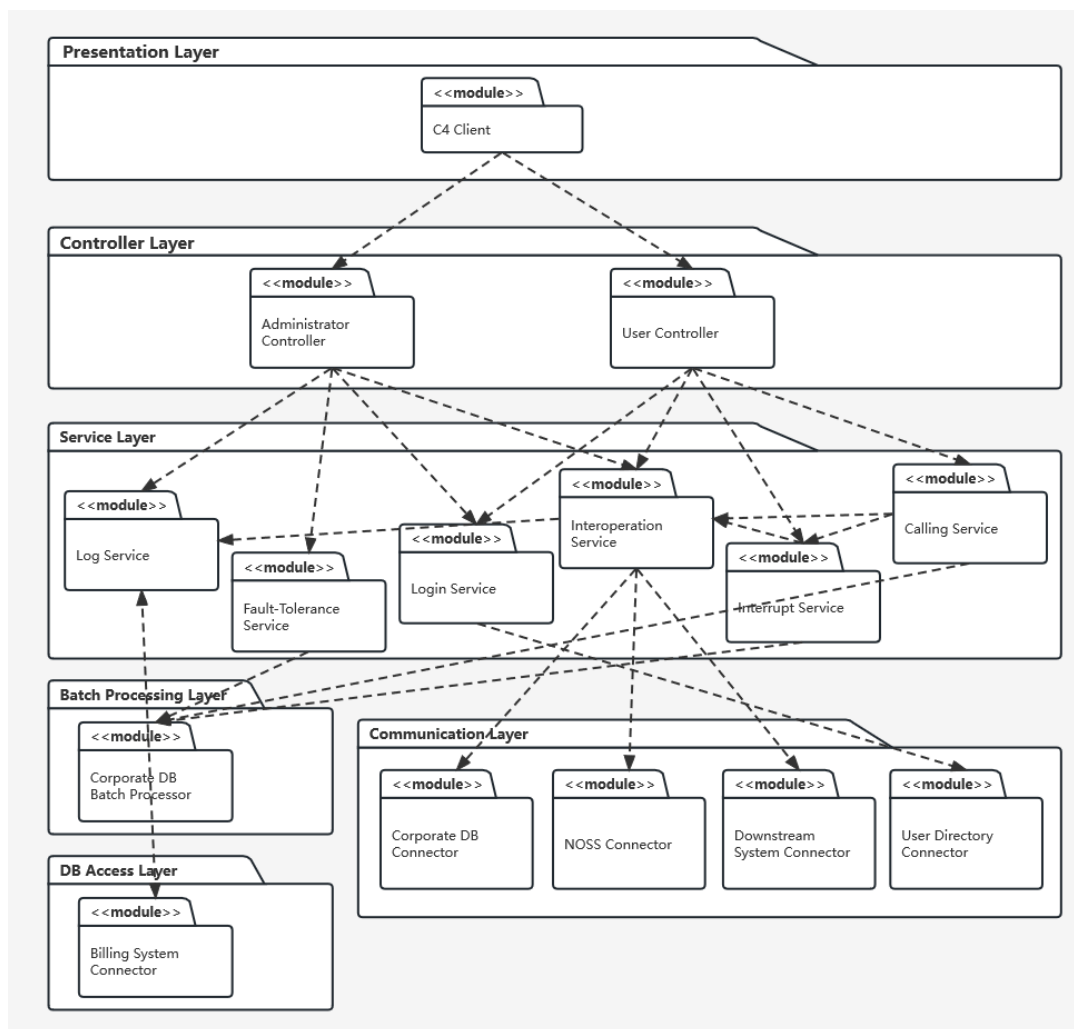 Presentation Layer
<<module>>
C4 Client
Controller Layer
<<module>>
Administrator
Controller
<<module>>
User Controller
Service Layer
<<module>>
Log Service
<<module>>
Fault-Tolerance
Service
<<module>>
Login Service
<<module>>
Interoperation
Service
<<module>>
Interrupt Service
<<module>>
Calling Service
Batch Processing Layer
<<module>>
Corporate DB
Batch Processor
Communication Layer
<<module>>
Corporate DB
Connector
<<module>>
NOSS Connector
<<module>>
Downstream
System Connector
<<module>>
User Directory
Connector
DB Access Layer
<<module>>
Billing System
Connector